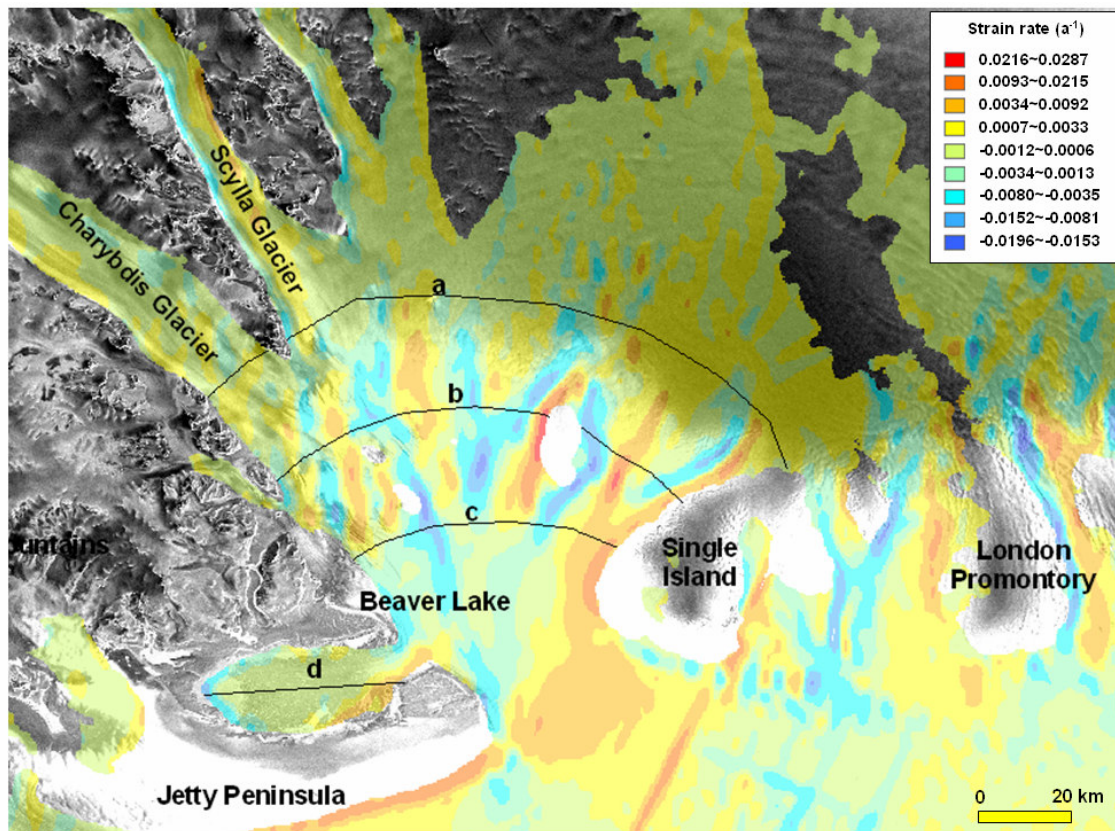 Strain rate (a⁻¹)
0.0216~0.0287
0.0093~0.0215
0.0034~0.0092
0.0007~0.0033
-0.0012~0.0006
-0.0034~0.0013
-0.0080~-0.0035
-0.0152~-0.0081
-0.0196~-0.0153
Scylla Glacier
Charybdis Glacier
a
b
c
Single
Island
London
Promontory
Beaver Lake
d
Jetty Peninsula
0 20 km